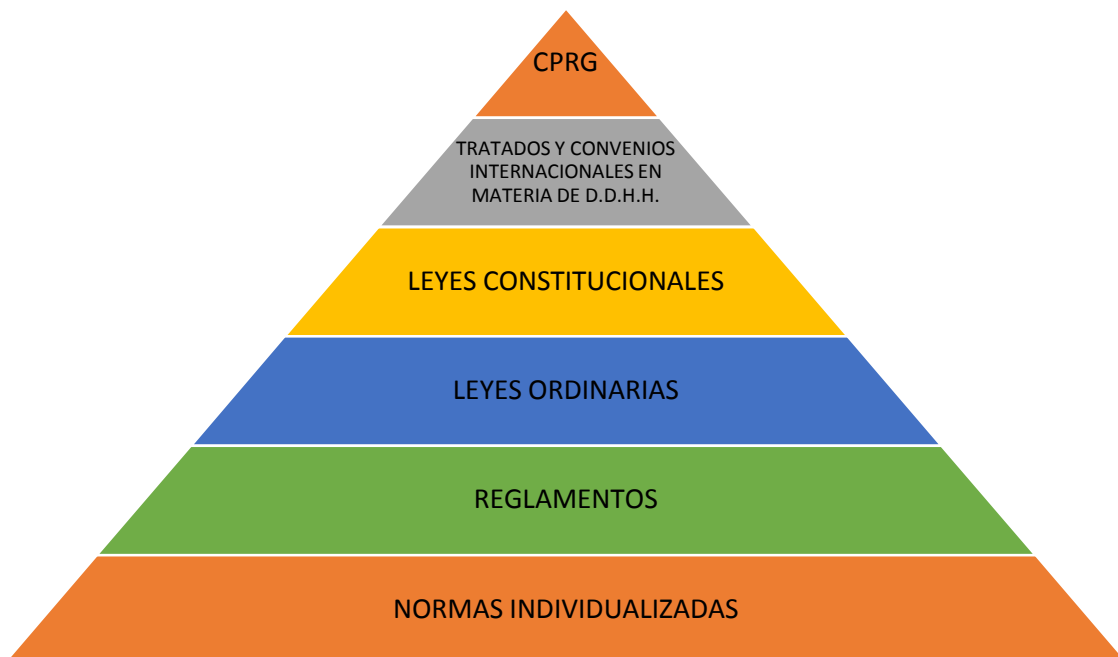 CPRG
TRATADOS Y CONVENIOS
INTERNACIONALES EN
MATERIA DE D.D.H.H.
LEYES CONSTITUCIONALES
LEYES ORDINARIAS
REGLAMENTOS
NORMAS INDIVIDUALIZADAS